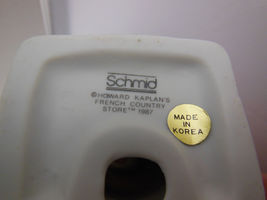 Schmid
©HOWARD KAPLAN'S
FRENCH COUNTRY
STORE™ 1987
MADE
IN
KOREA